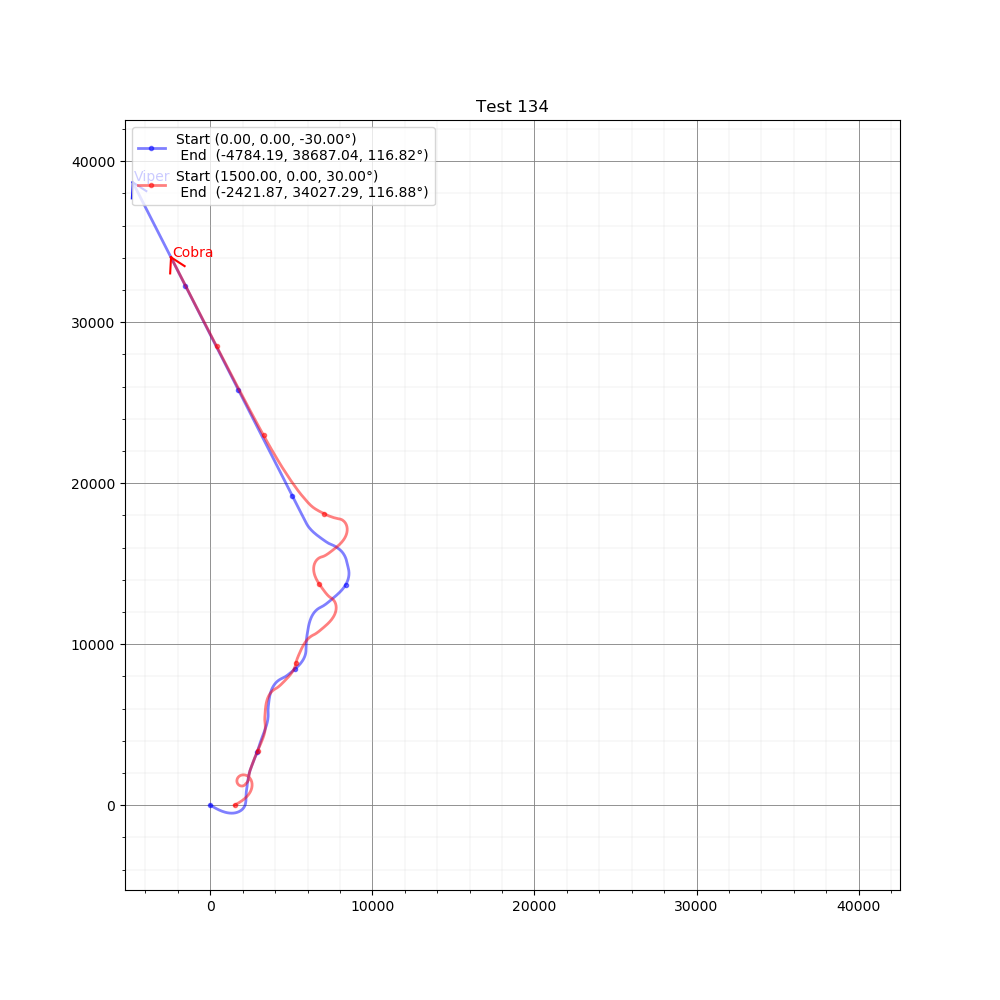 Test 134
Start (0.00, 0.00, -30.00°)
End (-4784.19, 38687.04, 116.82°)
Start (1500.00, 0.00, 30.00°)
End (-2421.87, 34027.29, 116.88°)
Viper
Cobra
40000
30000
20000
10000
0
0
10000
20000
30000
40000